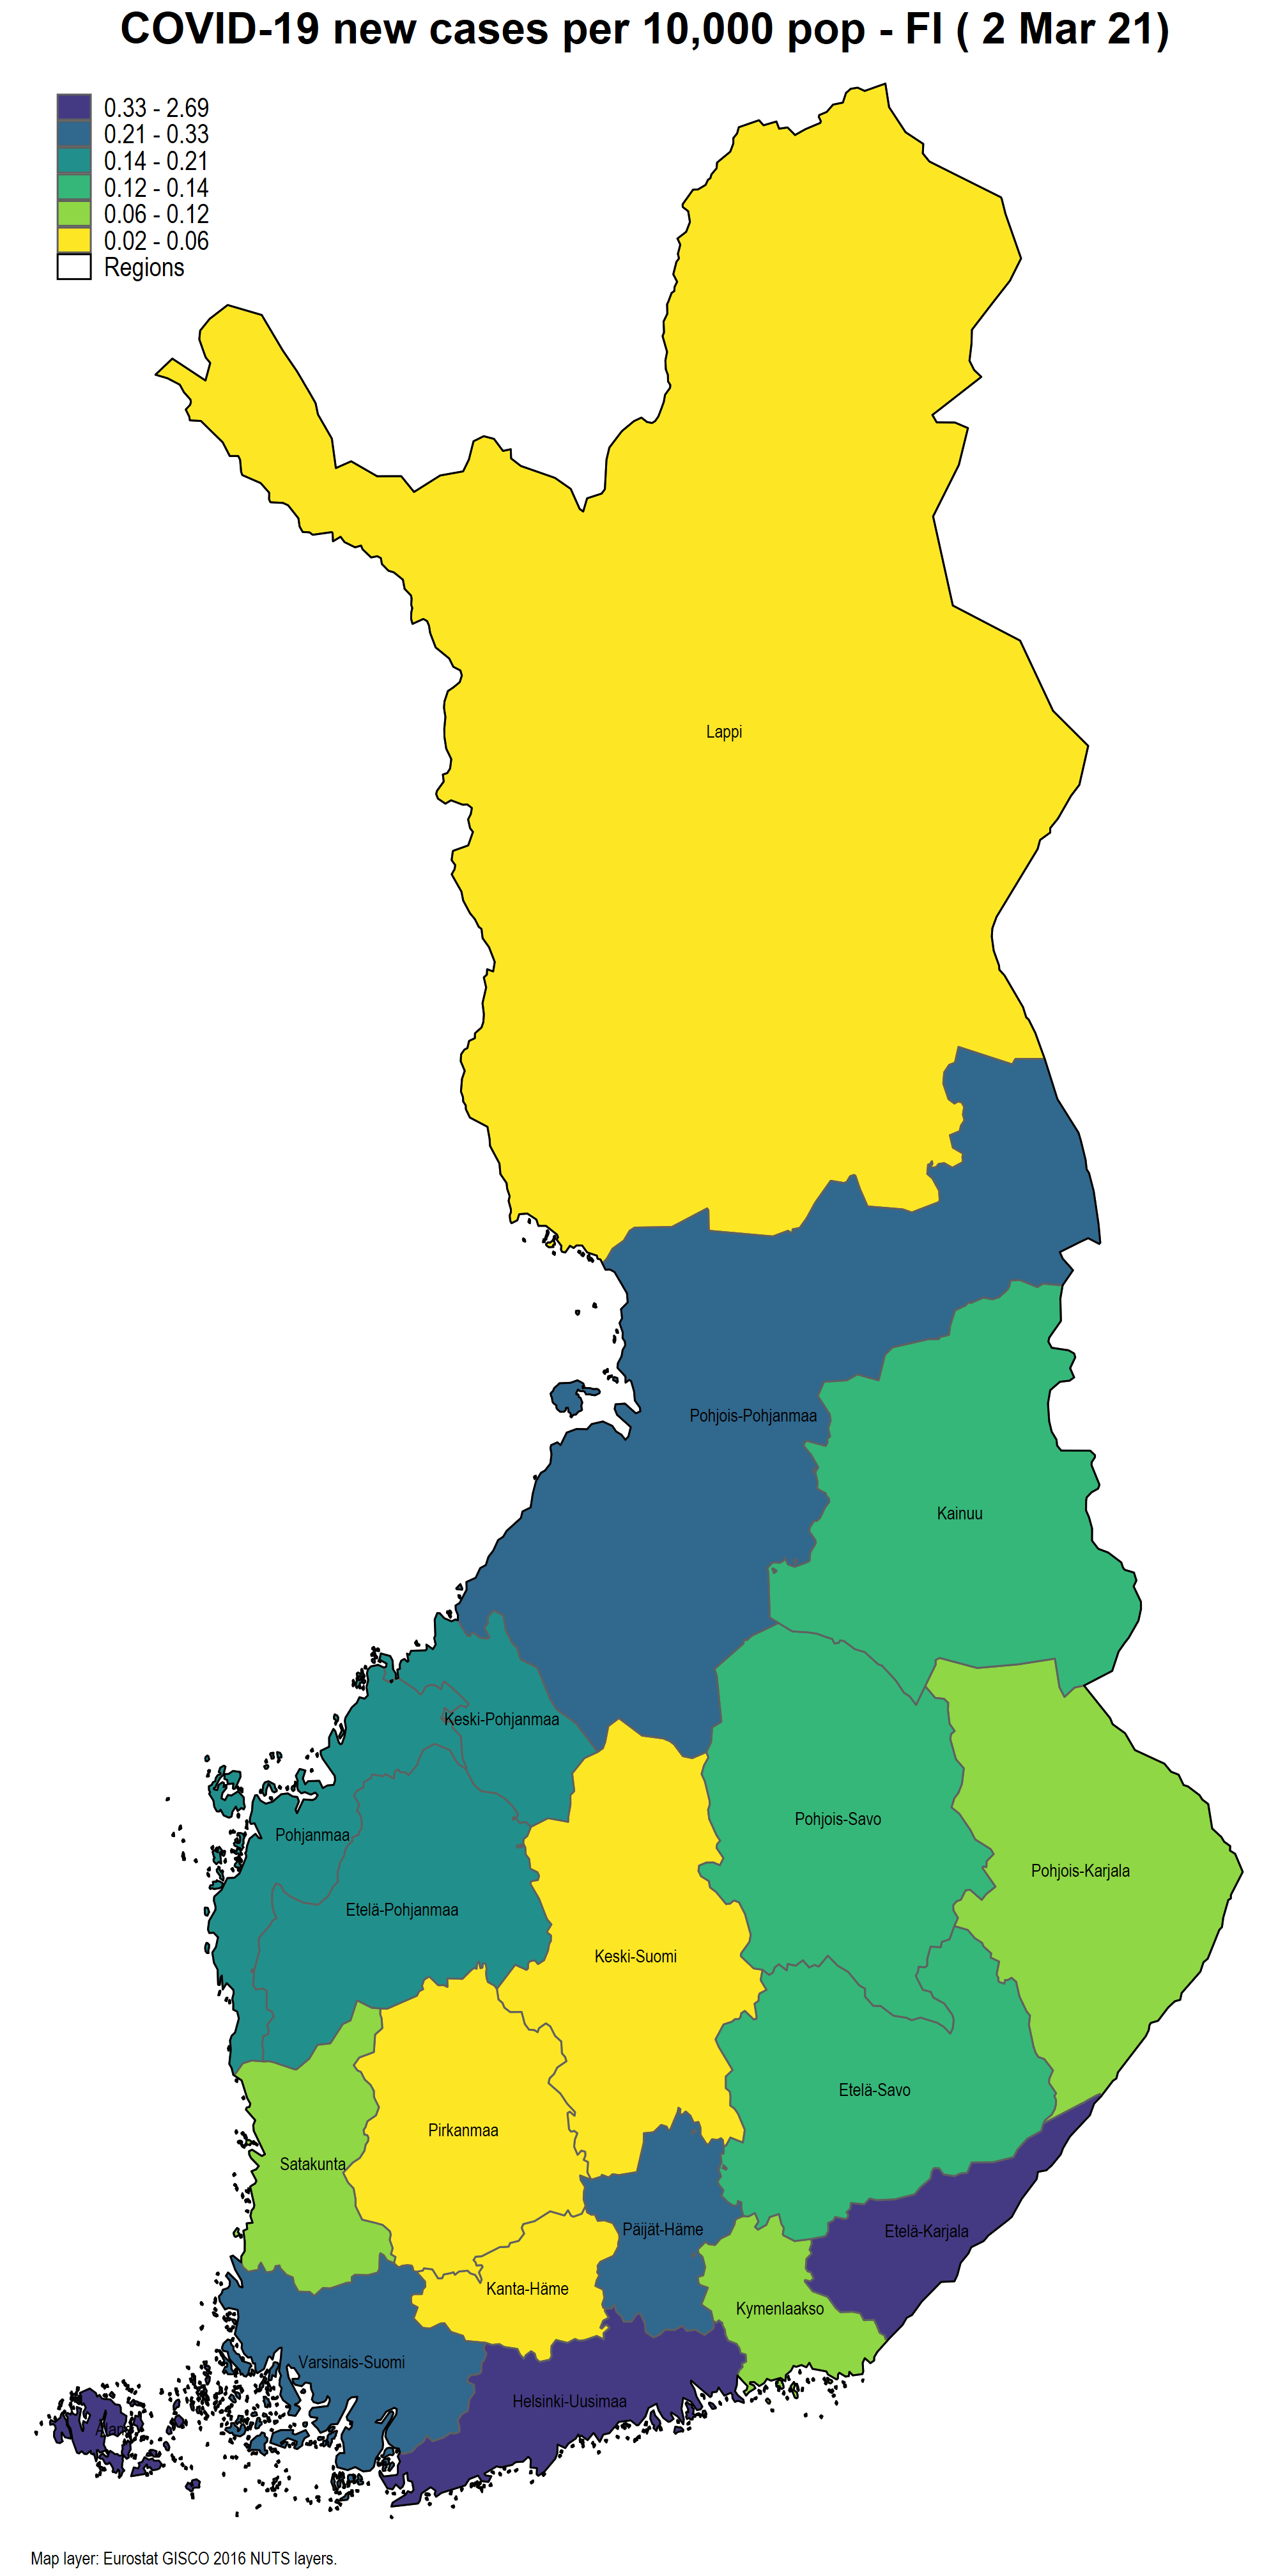 COVID-19 new cases per 10,000 pop - FI ( 2 Mar 21)
0.33 - 2.69
0.21 - 0.33
0.14 - 0.21
0.12 - 0.14
0.06 - 0.12
0.02 - 0.06
Regions
Lappi
Pohjois-Pohjanmaa
Kainuu
Keski-Pohjanmaa
Pohjois-Savo
Pohjanmaa
Pohjois-Karjala
Etelä-Pohjanmaa
Keski-Suomi
Etelä-Savo
Pirkanmaa
Satakunta
Päijät-Häme
Etelä-Karjala
Kanta-Häme
Kymenlaakso
Varsinais-Suomi
Helsinki-Uusimaa
Map layer: Eurostat GISCO 2016 NUTS layers.